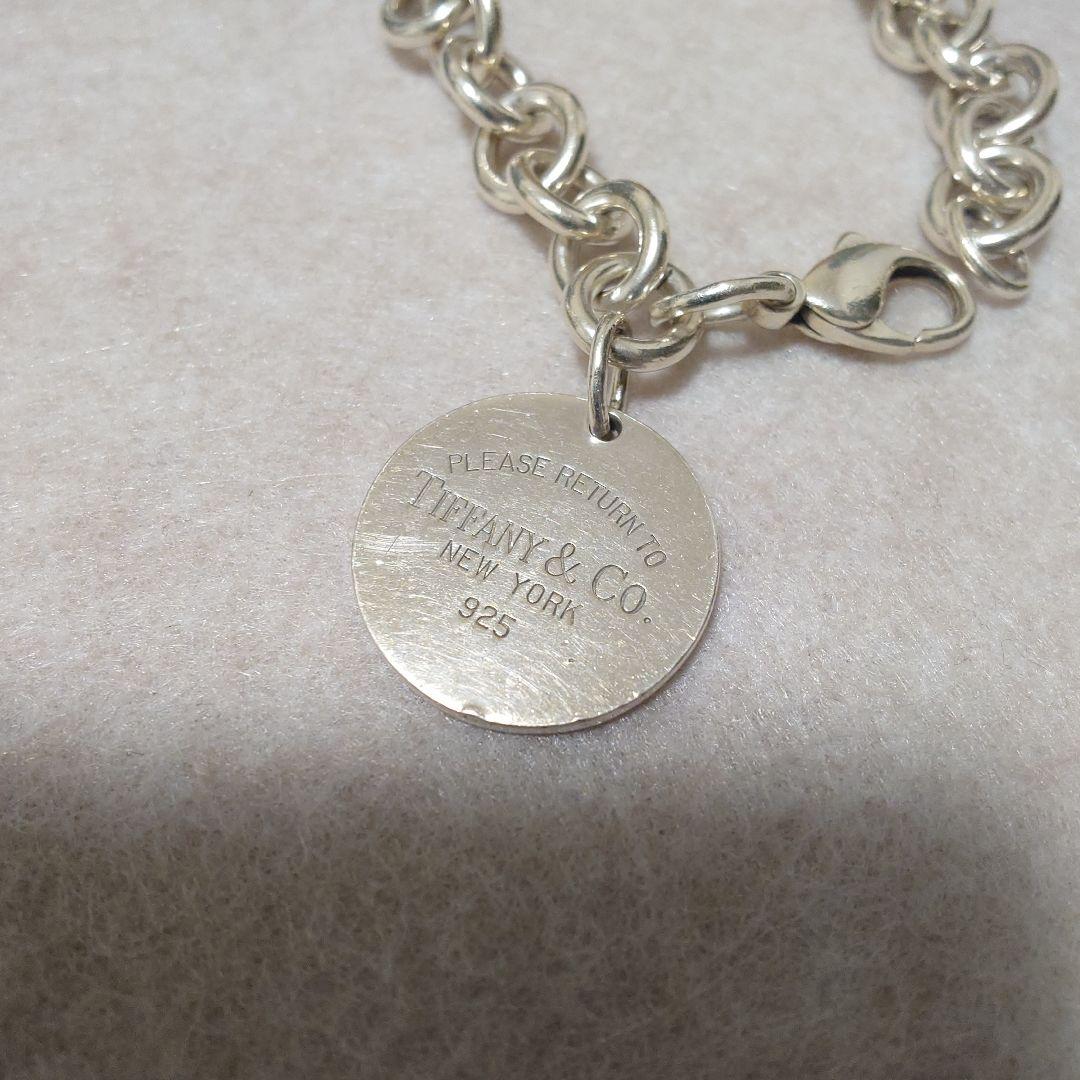 PLEASE RETURN TO
TIFFANY & CO.
NEW YORK
925